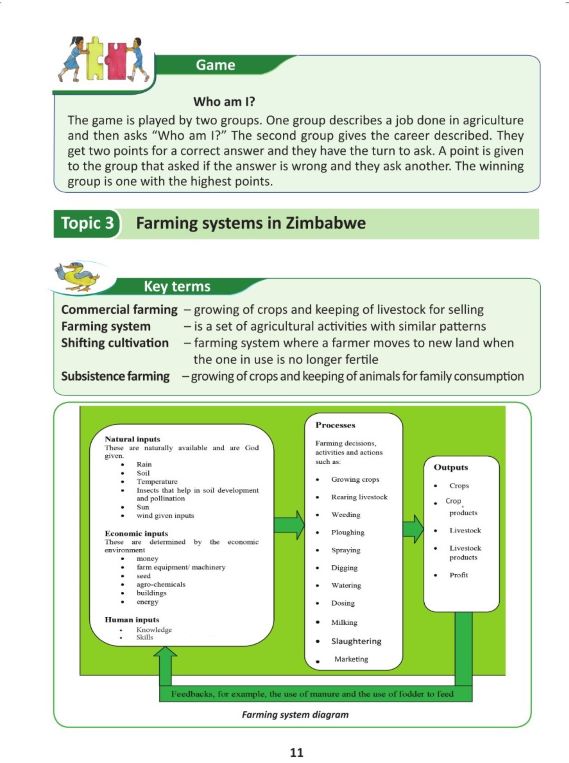 Game
Who am I?
The game is played by two groups. One group describes a job done in agriculture
and then asks “Who am I?” The second group gives the career described. They
get two points for a correct answer and they have the turn to ask. A point is given
to the group that asked if the answer is wrong and they ask another. The winning
group is one with the highest points.
Topic 3 Farming systems in Zimbabwe
Key terms
Commercial farming – growing of crops and keeping of livestock for selling
Farming system – is a set of agricultural activities with similar patterns
Shifting cultivation – farming system where a farmer moves to new land when
the one in use is no longer fertile
Subsistence farming – growing of crops and keeping of animals for family consumption
Natural inputs
These are naturally available and are God
given.
• Rain
• Soil
• Temperature
• Insects that help in soil development
and pollination
• Sun
• wind given inputs
Economic inputs
These are determined by the economic
environment
• money
• farm equipment/ machinery
• seed
• agro-chemicals
• buildings
• energy
Human inputs
• Knowledge
• Skills
Processes
Farming decisions,
activities and actions
such as:
• Growing crops
• Rearing livestock
• Weeding
• Ploughing
• Spraying
• Digging
• Watering
• Dosing
• Milking
• Slaughtering
• Marketing
Outputs
• Crops
• Crop
products
• Livestock
• Livestock
products
• Profit
Feedbacks, for example, the use of manure and the use of fodder to feed
Farming system diagram
11